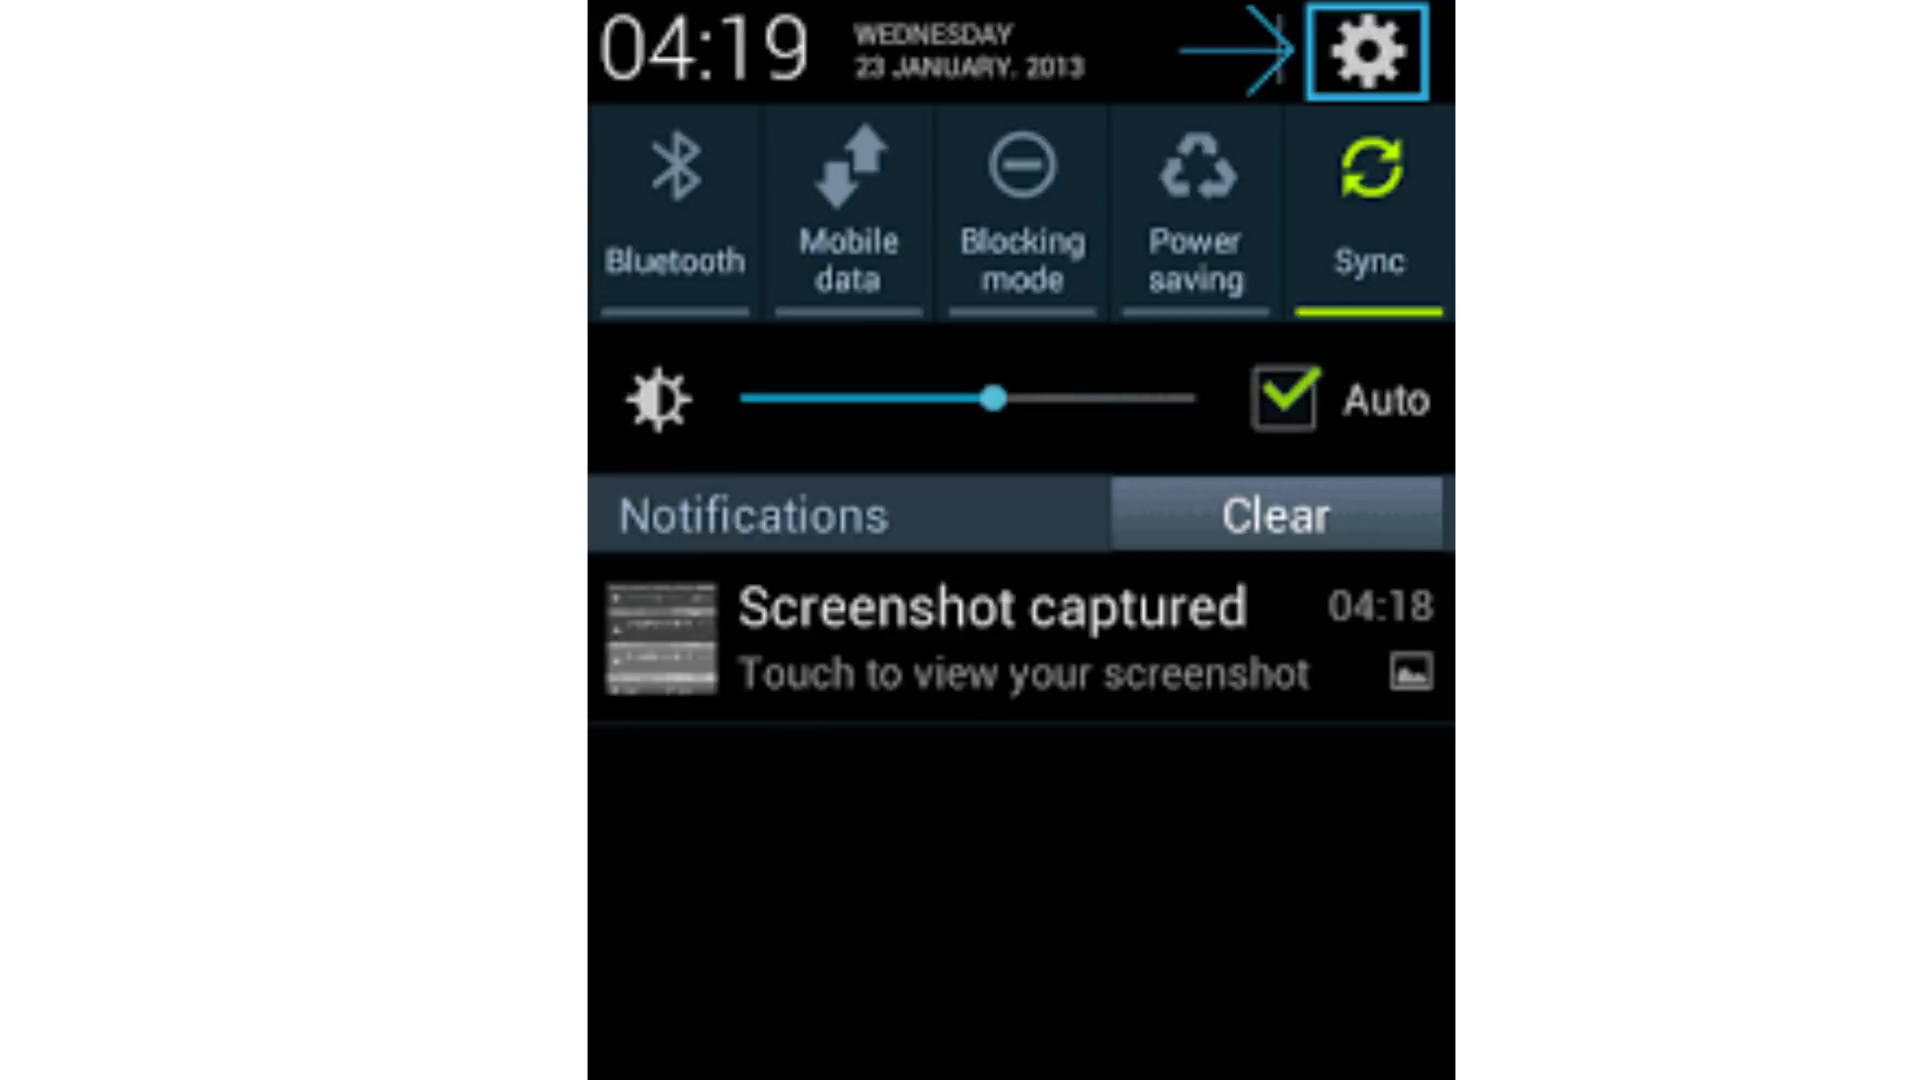 04:19
WEDNESDAY
23 JANUARY. 2013
Bluetooth
Mobile
data
Blocking
mode
Power
saving
Sync
Auto
Notifications
Clear
Screenshot captured
04:18
Touch to view your screenshot